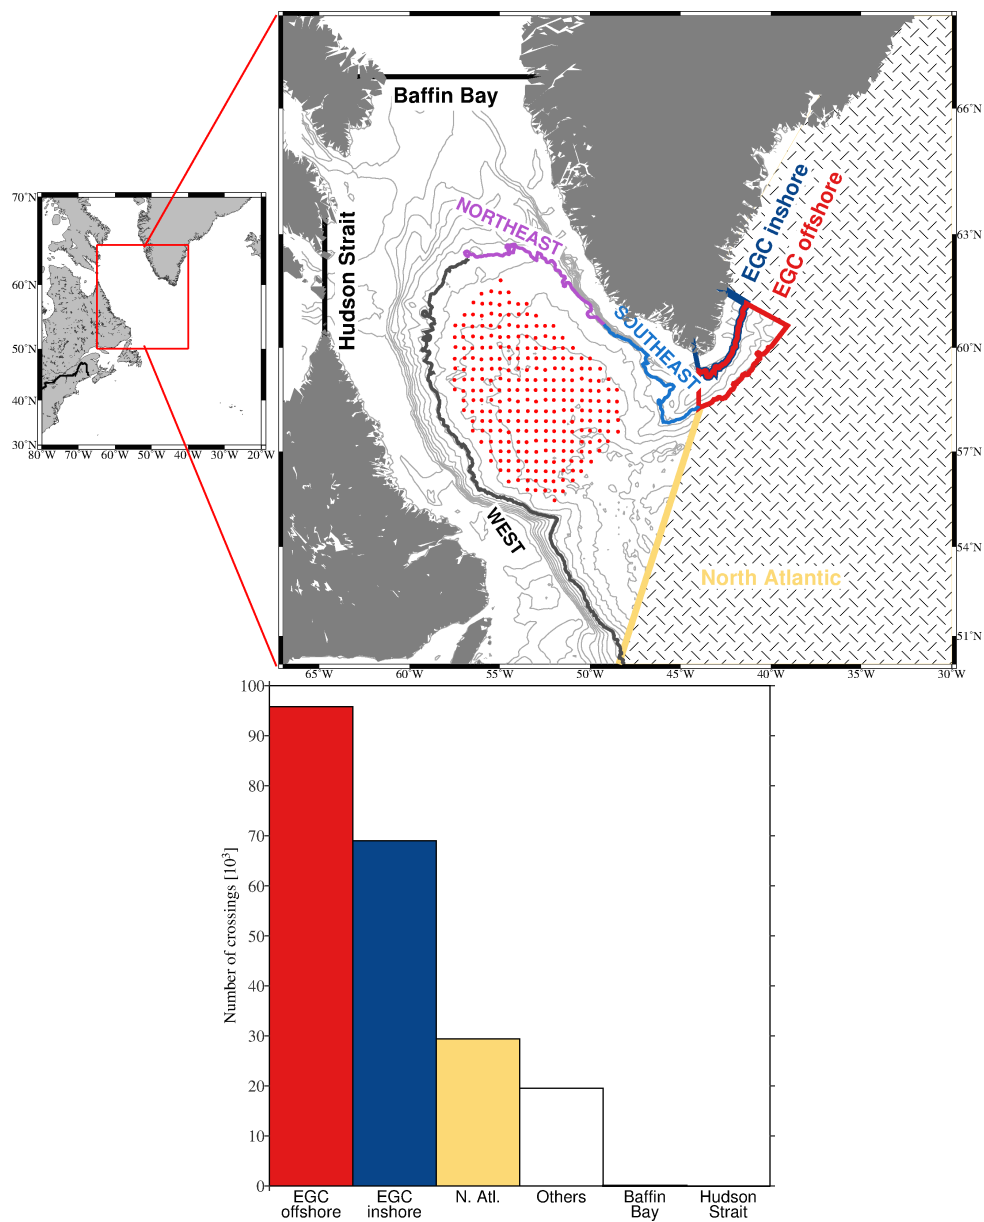 Baffin Bay
66°N
70°N
EGC inshore
EGC offshore
NORTHEAST
Hudson Strait
63°N
60°N
SOUTHEAST
60°N
50°N
40°N
57°N
30°N
80°W 70°W 60°W 50°W 40°W 30°W 20°W
WEST
54°N
North Atlantic
51°N
65°W 60°W 55°W 50°W 45°W 40°W 35°W 30°W
100
90
80
70
60
50
40
30
20
10
0
Number of crossings [10³]
EGC offshore
EGC inshore
N. Atl.
Others
Baffin Bay
Hudson Strait